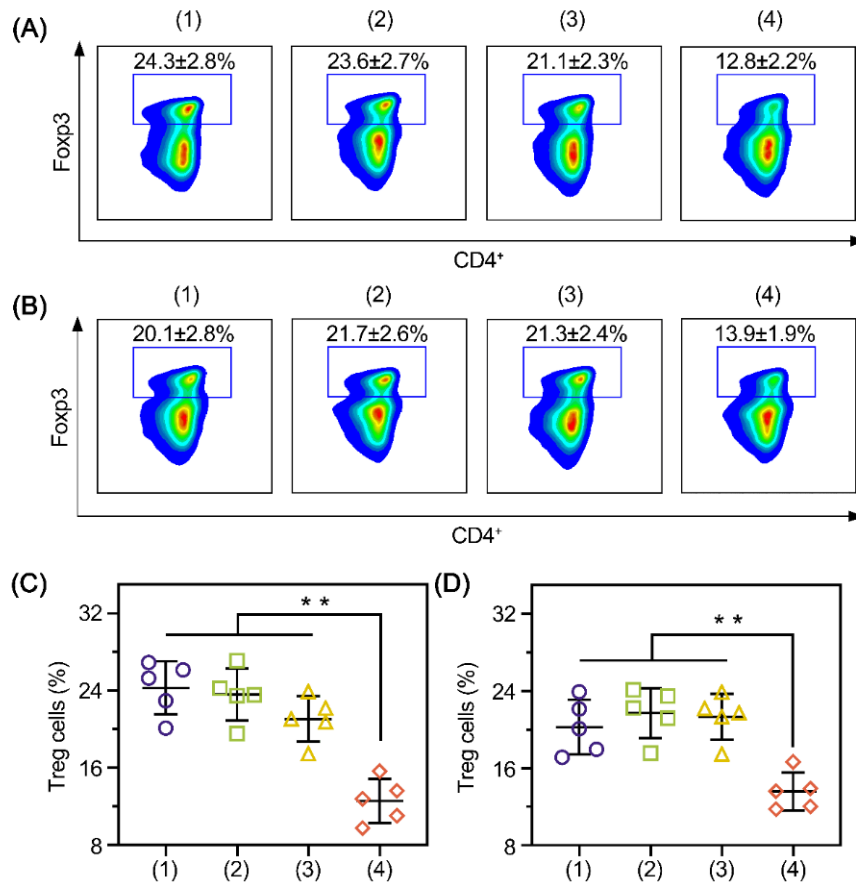 (A)
(1) (2) (3) (4)
24.3±2.8% 23.6±2.7% 21.1±2.3% 12.8±2.2%
Foxp3
CD4⁺
(B)
(1) (2) (3) (4)
20.1±2.8% 21.7±2.6% 21.3±2.4% 13.9±1.9%
Foxp3
CD4⁺
(C)
32
24
16
8
Treg cells (%)
* *
(1) (2) (3) (4)
(D)
32
24
16
8
Treg cells (%)
* *
(1) (2) (3) (4)